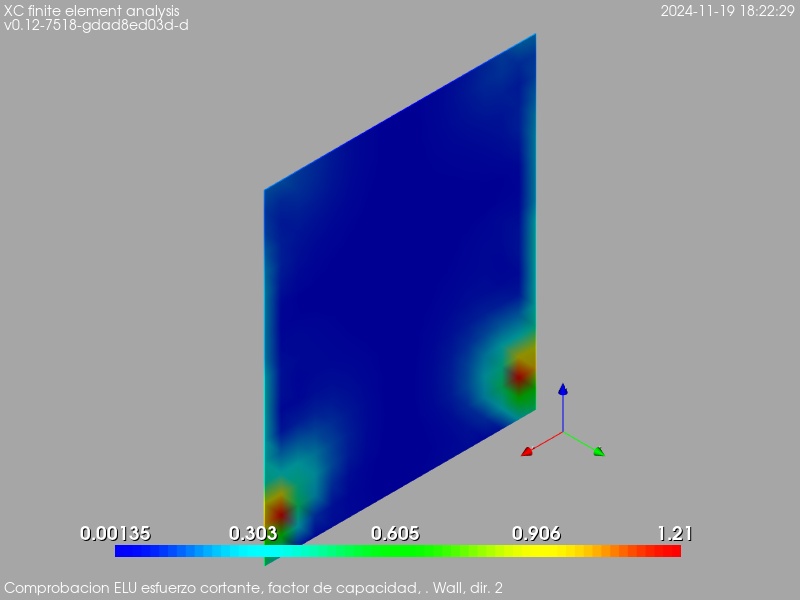 XC finite element analysis
v0.12-7518-gdad8ed03d-d
2024-11-19 18:22:29
0.00135 0.303 0.605 0.906 1.21
Comprobacion ELU esfuerzo cortante, factor de capacidad, . Wall, dir. 2